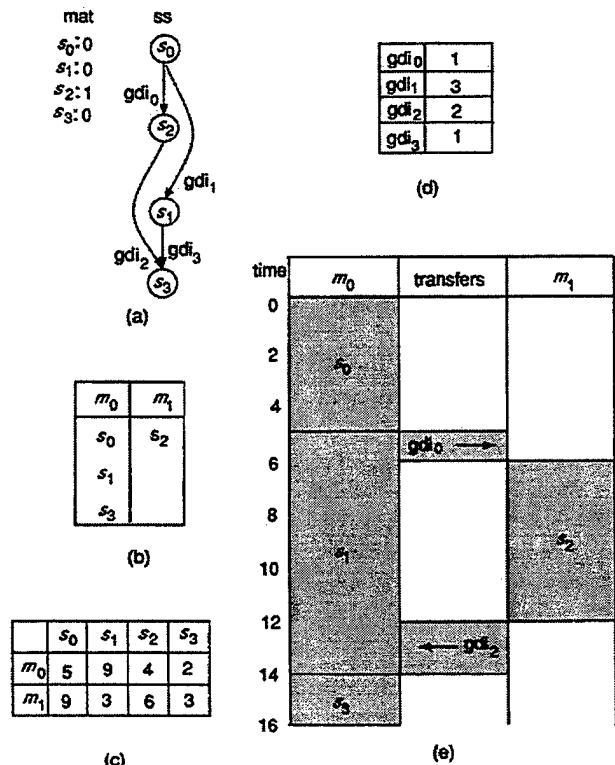 mat ss
s0:0
s1:0
s2:1
s3:0
s0
gdi0
s2
gdi1
s1
gdi2 gdi3
s3
(a)
m0 m1
s0 s2
s1
s3
(b)
s0 s1 s2 s3
m0 5 9 4 2
m1 9 3 6 3
(c)
gdi0 1
gdi1 3
gdi2 2
gdi3 1
(d)
time m0 transfers m1
0
2
s0
4
gdi0
6
8
s2
s1
10
12
gdi2
14
s3
16
(e)